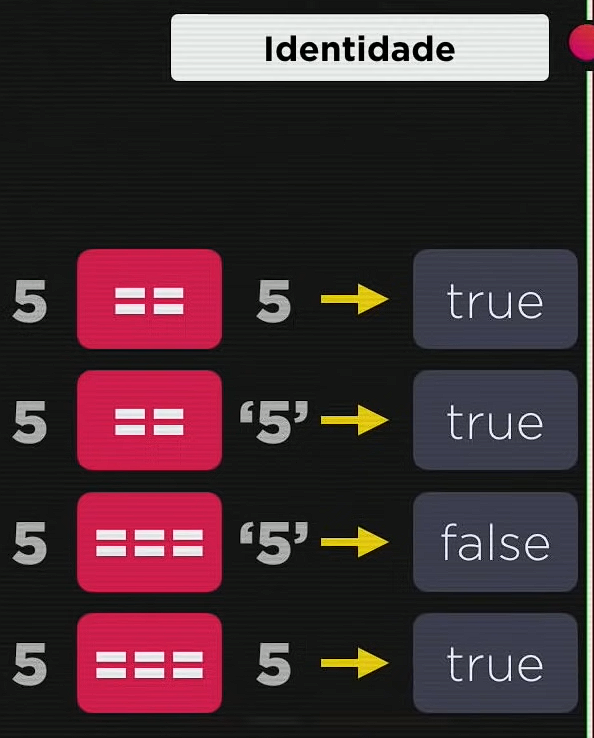 Identidade
5 == 5 → true
5 == ‘5’ → true
5 === ‘5’ → false
5 === 5 → true